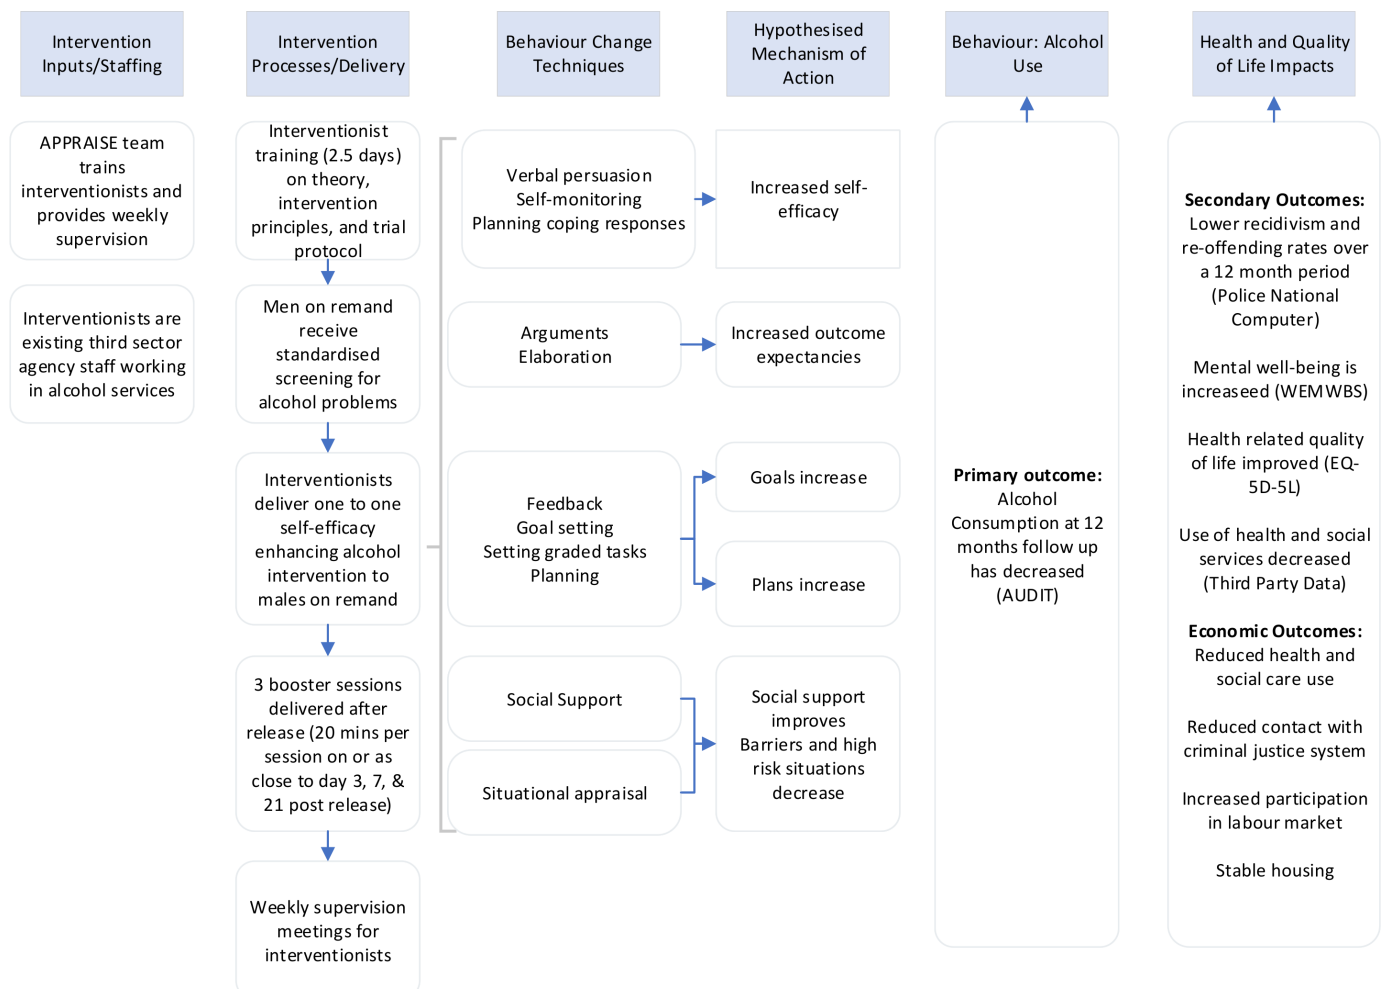 Intervention
Inputs/Staffing
Intervention
Processes/Delivery
Behaviour Change
Techniques
Hypothesised
Mechanism of
Action
Behaviour: Alcohol
Use
Health and Quality
of Life Impacts
APPRAISE team
trains
interventionists and
provides weekly
supervision
Interventionists are
existing third sector
agency staff working
in alcohol services
Interventionist
training (2.5 days)
on theory,
intervention
principles, and trial
protocol
Men on remand
receive
standardised
screening for
alcohol problems
Interventionists
deliver one to one
self-efficacy
enhancing alcohol
intervention to
males on remand
3 booster sessions
delivered after
release (20 mins per
session on or as
close to day 3, 7, &
21 post release)
Weekly supervision
meetings for
interventionists
Verbal persuasion
Self-monitoring
Planning coping responses
Arguments
Elaboration
Feedback
Goal setting
Setting graded tasks
Planning
Social Support
Situational appraisal
Increased self-
efficacy
Increased outcome
expectancies
Goals increase
Plans increase
Social support
improves
Barriers and high
risk situations
decrease
Primary outcome:
Alcohol
Consumption at 12
months follow up
has decreased
(AUDIT)
Secondary Outcomes:
Lower recidivism and
re-offending rates over
a 12 month period
(Police National
Computer)
Mental well-being is
increaseed (WEMWBS)
Health related quality
of life improved (EQ-
5D-5L)
Use of health and social
services decreased
(Third Party Data)
Economic Outcomes:
Reduced health and
social care use
Reduced contact with
criminal justice system
Increased participation
in labour market
Stable housing